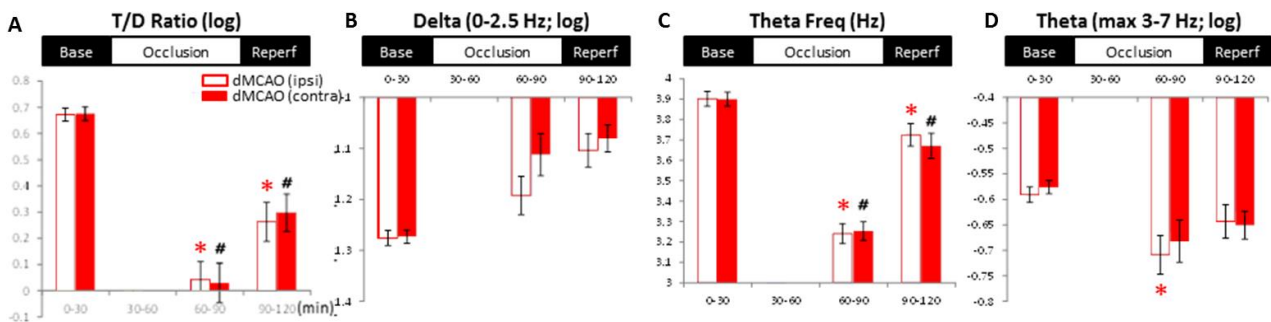 A
T/D Ratio (log)
Base Occlusion Reperf
0.8
0.7
0.6
0.5
0.4
0.3
0.2
0.1
0
-0.1
dMCAO (ipsi)
dMCAO (contra)
*
#
*
#
0-30 30-60 60-90 90-120 (min)
B
Delta (0-2.5 Hz; log)
Base Occlusion Reperf
0-30 30-60 60-90 90-120
-1
1.1
1.2
1.3
1.4
C
Theta Freq (Hz)
Base Occlusion Reperf
4
3.9
3.8
3.7
3.6
3.5
3.4
3.3
3.2
3.1
3
*
#
*
#
0-30 30-60 60-90 90-120
D
Theta (max 3-7 Hz; log)
Base Occlusion Reperf
0-30 30-60 60-90 90-120
-0.4
-0.45
-0.5
-0.55
-0.6
-0.65
-0.7
-0.75
-0.8
*